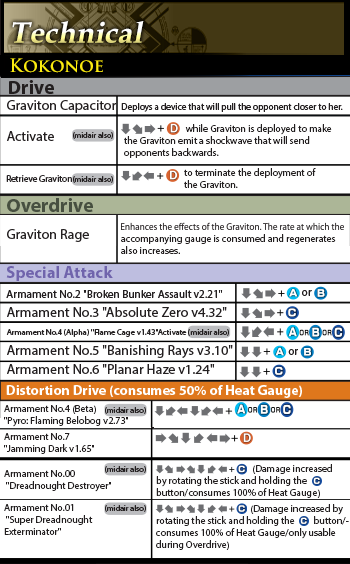 Technical
KOKONOE
Drive
Graviton Capacitor Deploys a device that will pull the opponent closer to her.
Activate (midair also) ⬇⬊➡ + D while Graviton is deployed to make
the Graviton emit a shockwave that will send
opponents backwards.
Retrieve Graviton (midair also) ⬇⬋⬅ + D to terminate the deployment of
the Graviton.
Overdrive
Graviton Rage Enhances the effects of the Graviton. The rate at which the
accompanying gauge is consumed and regenerates
also increases.
Special Attack
Armament No.2 "Broken Bunker Assault v2.21" ⬇⬊➡ + A or B
Armament No.3 "Absolute Zero v4.32" ⬇⬊➡ + C
Armament No.4 (Alpha) "Flame Cage v1.43" Activate (midair also) ⬇⬋⬅ + A OR B OR C
Armament No.5 "Banishing Rays v3.10" ⬇⬇ + A or B
Armament No.6 "Planar Haze v1.24" ⬇⬇ + C
Distortion Drive (consumes 50% of Heat Gauge)
Armament No.4 (Beta) (midair also) ⬇⬋⬅⬇⬋⬅ + A OR B OR C
"Pyro: Flaming Belobog v2.73"
Armament No.7 ➡⬊⬇⬋⬅➡ + D
"Jamming Dark v1.65"
Armament No.00 (midair also) ⬇⬊➡⬊⬇⬋⬅ + C (Damage increased
"Dreadnought Destroyer" by rotating the stick and holding the C
button/consumes 100% of Heat Gauge)
Armament No.01 (midair also) ⬇⬊➡⬊⬇⬋⬅ + C (Damage increased by
"Super Dreadnought rotating the stick and holding the C button/-
Exterminator" consumes 100% of Heat Gauge/only usable
during Overdrive)